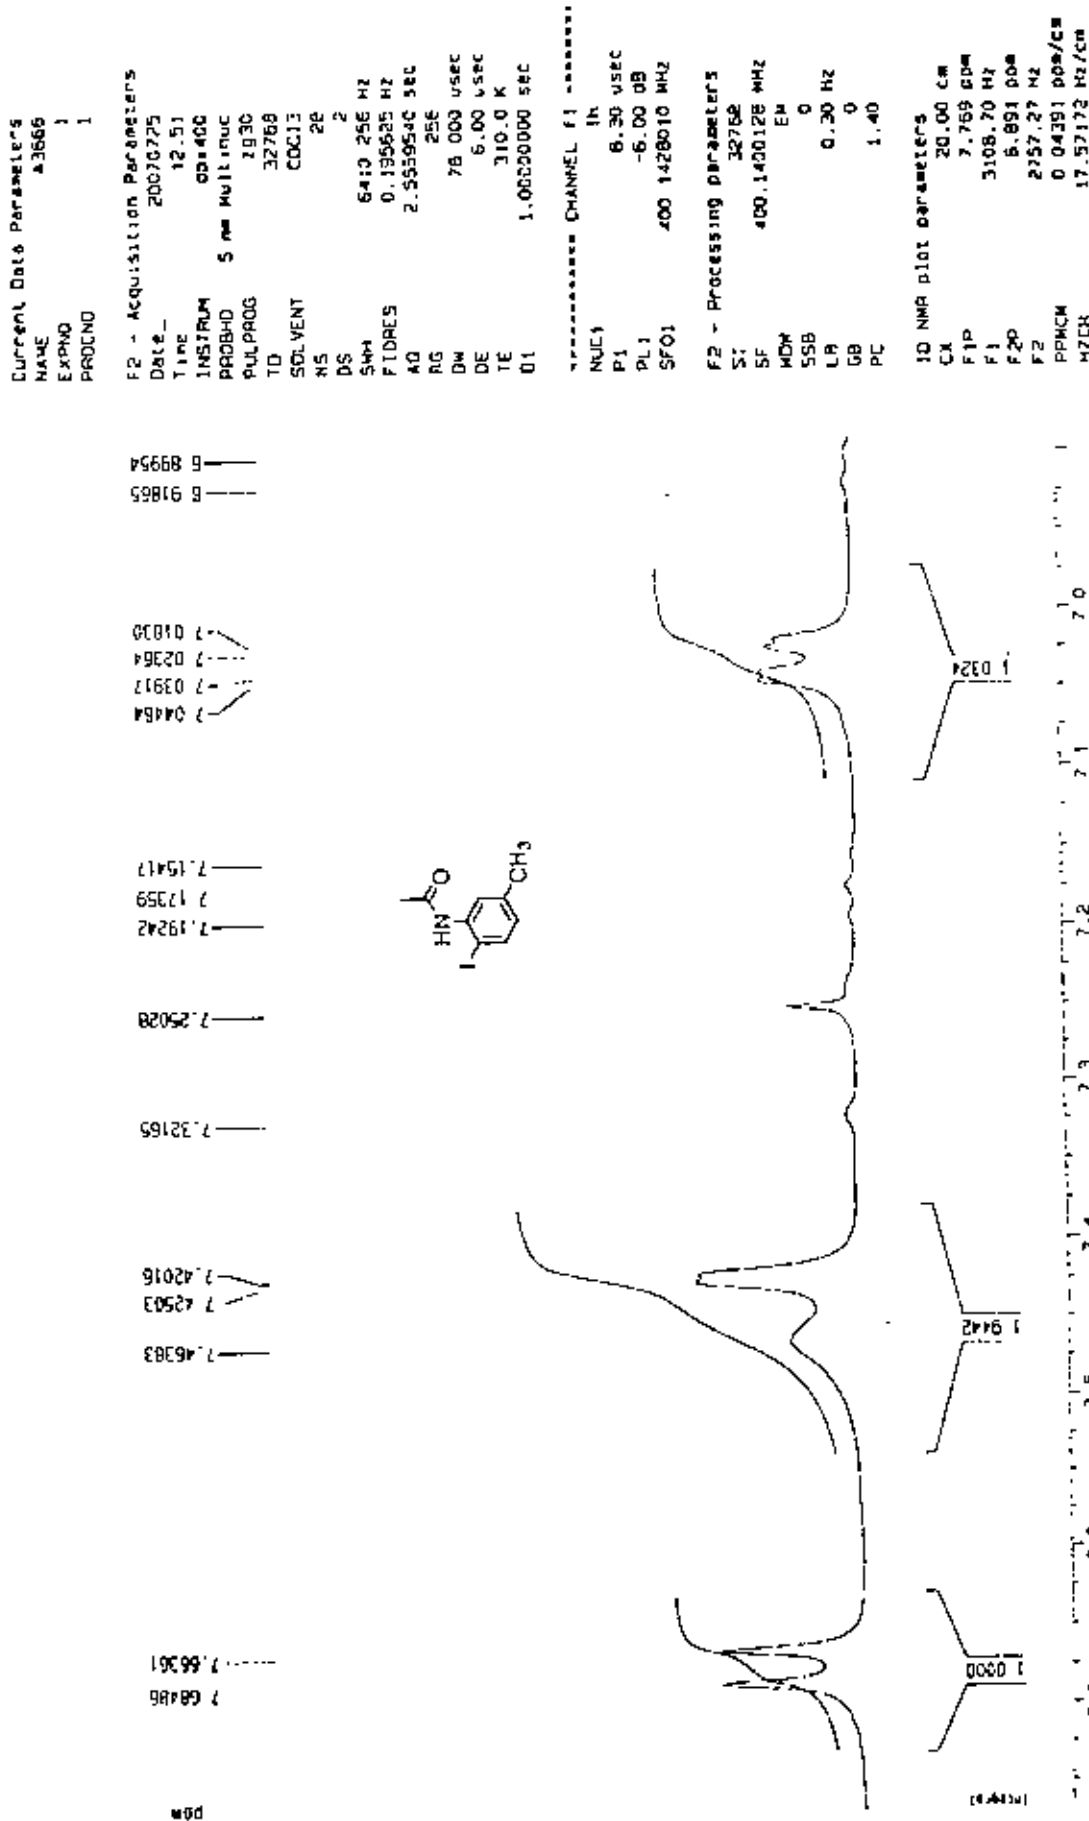 Current Data Parameters
NAME a3666
EXPNO 1
PROCNO 1
F2 - Acquisition Parameters
Date_ 20070725
Time 12.51
INSTRUM
PROBHD 5 mm Multinuc
PULPROG zg30
TD 32768
SOLVENT CDCl3
NS 28
DS 2
SWH 6410.256 Hz
FIDRES 0.195625 Hz
AQ 2.5559540 sec
RG 256
DW 78.000 usec
DE 6.00 usec
TE 310.0 K
D1 1.00000000 sec
======== CHANNEL f1 ========
NUC1 1H
P1 6.30 usec
PL1 -6.00 dB
SFO1 400.1428010 MHz
F2 - Processing parameters
SI 32768
SF 400.1400128 MHz
WDW EM
SSB 0
LB 0.30 Hz
GB 0
PC 1.40
1D NMR plot parameters
CX 20.00 cm
F1P 7.769 ppm
F1 3108.70 Hz
F2P 6.891 ppm
F2 2757.27 Hz
PPMCM 0.04391 ppm/cm
HZCM 17.57172 Hz/cm
ppm
7.68486
7.66361
7.46383
7.42503
7.42016
7.32165
7.25028
7.19242
7.17359
7.15417
7.04464
7.03917
7.02364
7.01830
6.91865
6.89954
HN
O
I
CH3
Integral
1.0000
1.9442
1.0324
7.3
7.2
7.1
7.0